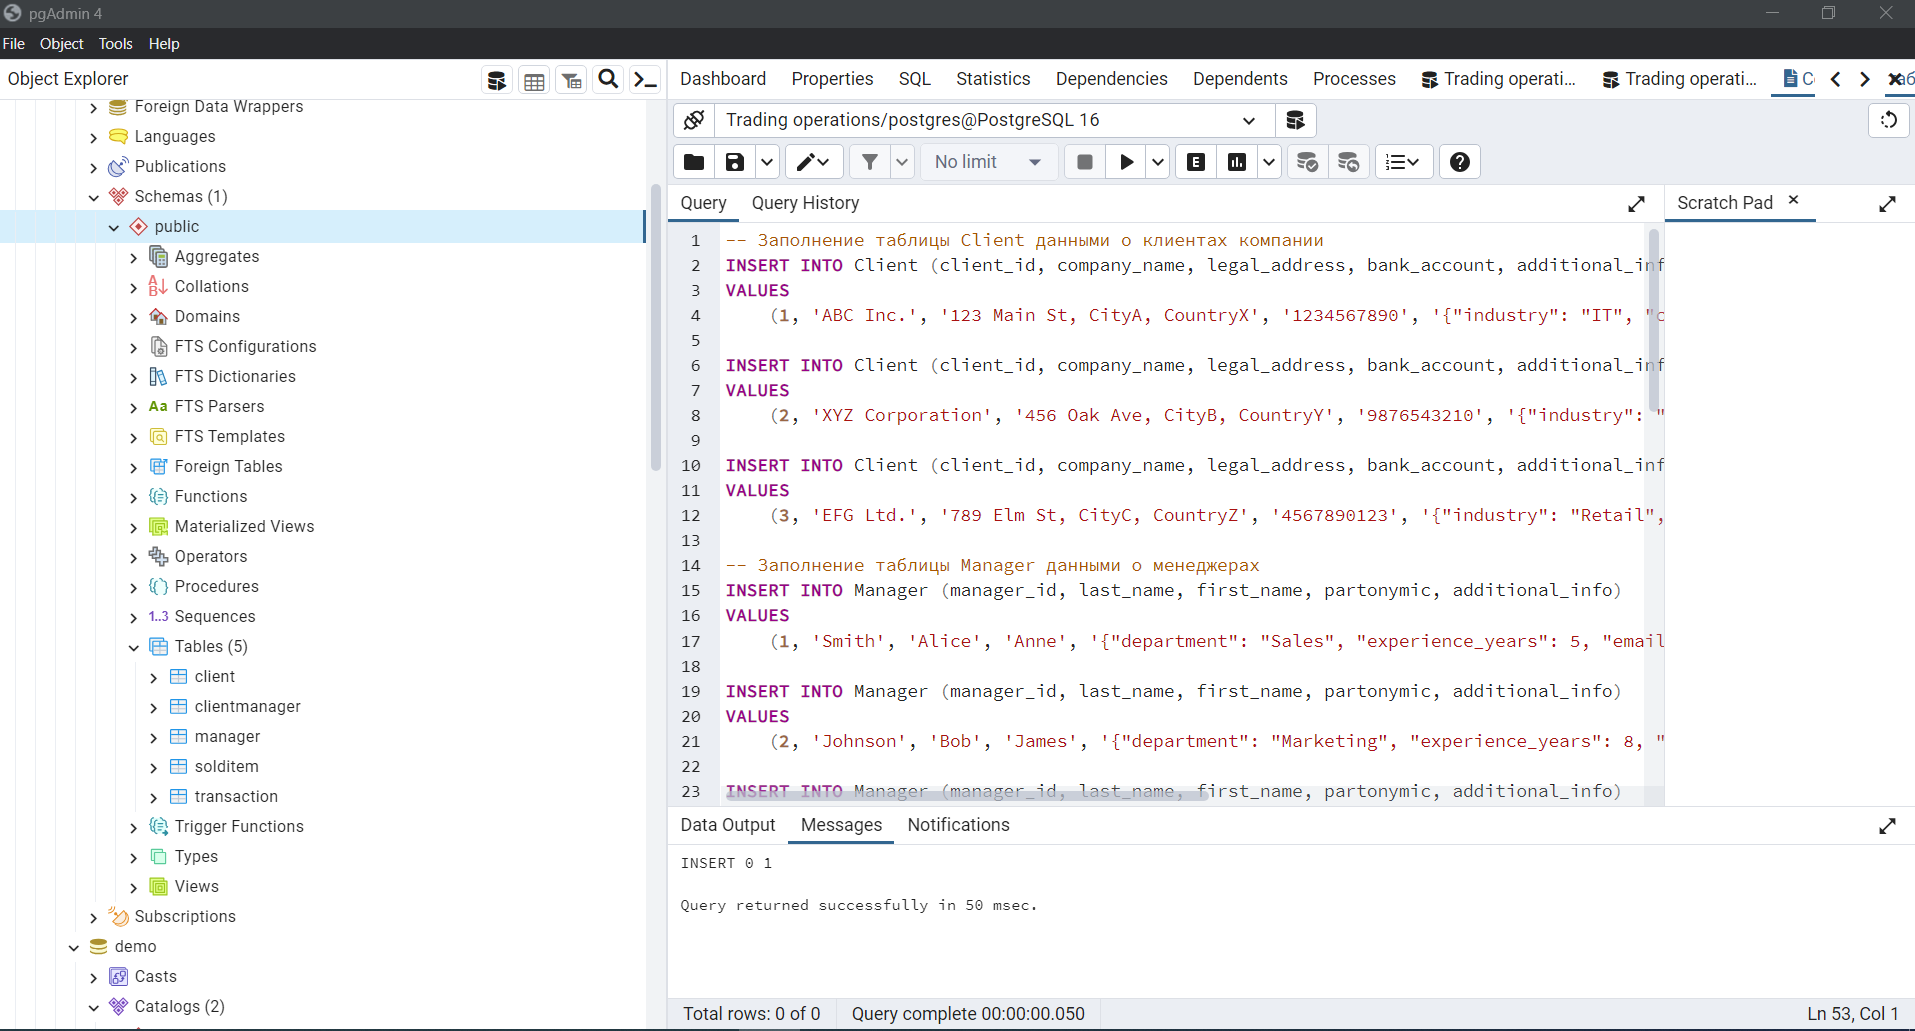 pgAdmin 4
File Object Tools Help
Object Explorer
Foreign Data Wrappers
Languages
Publications
Schemas (1)
public
Aggregates
Collations
Domains
FTS Configurations
FTS Dictionaries
Aa FTS Parsers
FTS Templates
Foreign Tables
Functions
Materialized Views
Operators
Procedures
1..3 Sequences
Tables (5)
client
clientmanager
manager
solditem
transaction
Trigger Functions
Types
Views
Subscriptions
demo
Casts
Catalogs (2)
Dashboard Properties SQL Statistics Dependencies Dependents Processes Trading operati... Trading operati...
Trading operations/postgres@PostgreSQL 16
No limit
E
Query Query History
Scratch Pad
1 -- Заполнение таблицы Client данными о клиентах компании
2 INSERT INTO Client (client_id, company_name, legal_address, bank_account, additional_inf
3 VALUES
4 (1, 'ABC Inc.', '123 Main St, CityA, CountryX', '1234567890', '{"industry": "IT", "c
5
6 INSERT INTO Client (client_id, company_name, legal_address, bank_account, additional_inf
7 VALUES
8 (2, 'XYZ Corporation', '456 Oak Ave, CityB, CountryY', '9876543210', '{"industry": "
9
10 INSERT INTO Client (client_id, company_name, legal_address, bank_account, additional_inf
11 VALUES
12 (3, 'EFG Ltd.', '789 Elm St, CityC, CountryZ', '4567890123', '{"industry": "Retail",
13
14 -- Заполнение таблицы Manager данными о менеджерах
15 INSERT INTO Manager (manager_id, last_name, first_name, partonymic, additional_info)
16 VALUES
17 (1, 'Smith', 'Alice', 'Anne', '{"department": "Sales", "experience_years": 5, "email
18
19 INSERT INTO Manager (manager_id, last_name, first_name, partonymic, additional_info)
20 VALUES
21 (2, 'Johnson', 'Bob', 'James', '{"department": "Marketing", "experience_years": 8, "
22
23 INSERT INTO Manager (manager_id, last_name, first_name, partonymic, additional_info)
Data Output Messages Notifications
INSERT 0 1
Query returned successfully in 50 msec.
Total rows: 0 of 0 Query complete 00:00:00.050 Ln 53, Col 1